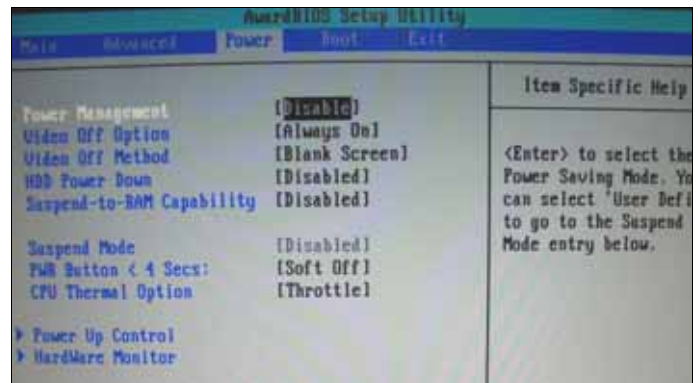 AwardBIOS Setup Utility
Main Advanced Power Boot Exit
Power Management [Disable]
Video Off Option [Always On]
Video Off Method [Blank Screen]
HDD Power Down [Disabled]
Suspend-to-RAM Capability [Disabled]
Suspend Mode [Disabled]
PWR Button < 4 Secs: [Soft Off]
CPU Thermal Option [Throttle]
Power Up Control
HardWare Monitor
Item Specific Help
<Enter> to select the
Power Saving Mode. Yo
can select 'User Defi
to go to the Suspend
Mode entry below.